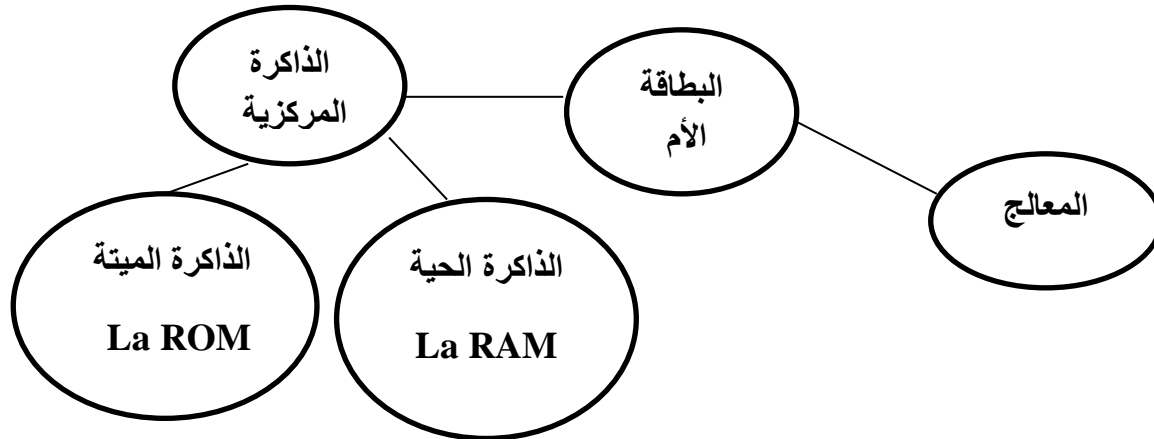 الذاكرة
المركزية
البطاقة
الأم
المعالج
الذاكرة الميتة
La ROM
الذاكرة الحية
La RAM